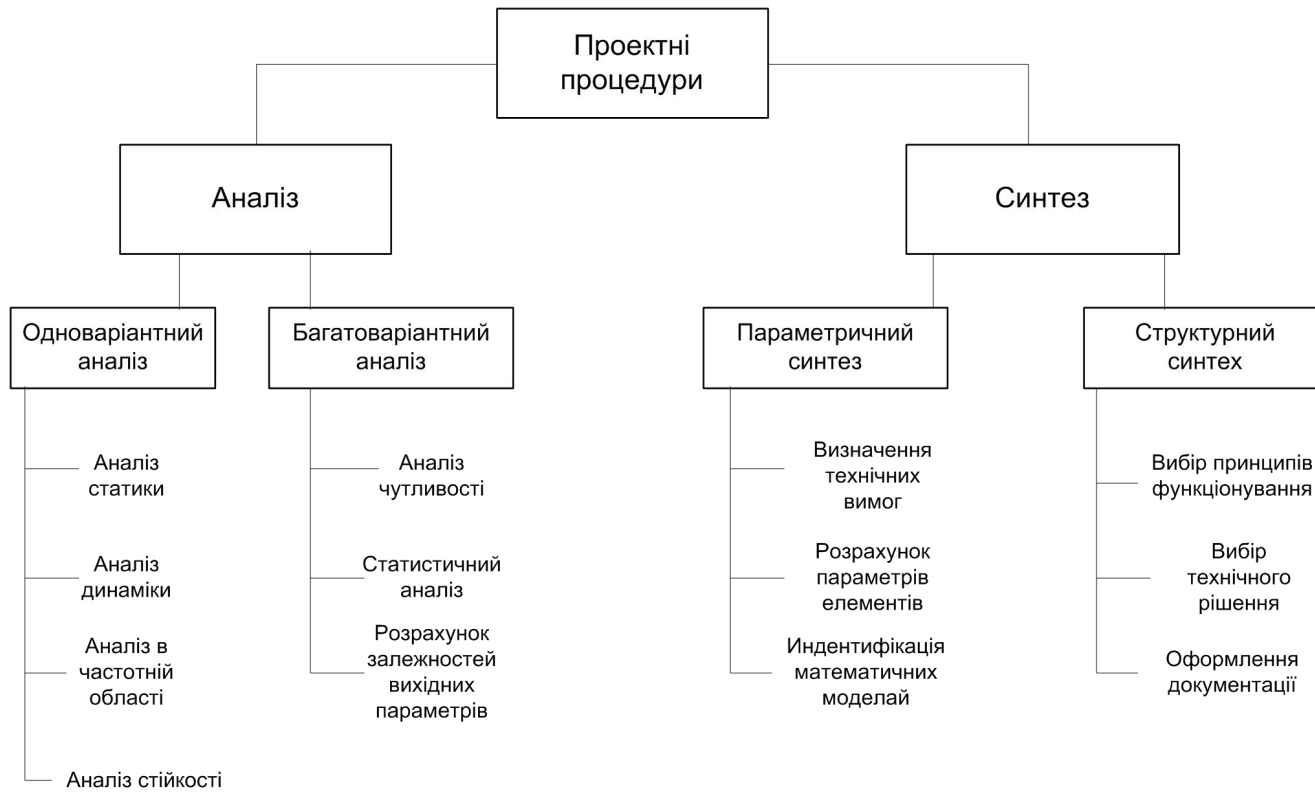 Проектні
процедури
Аналіз
Синтез
Одноваріантний
аналіз
Багатоваріантний
аналіз
Параметричний
синтез
Структурний
синтех
Аналіз
статики
Аналіз
динаміки
Аналіз в
частотній
області
Аналіз стійкості
Аналіз
чутливості
Статистичний
аналіз
Розрахунок
залежностей
вихідних
параметрів
Визначення
технічних
вимог
Розрахунок
параметрів
елементів
Индентифікація
математичних
моделай
Вибір принципів
функціонування
Вибір
технічного
рішення
Оформлення
документації